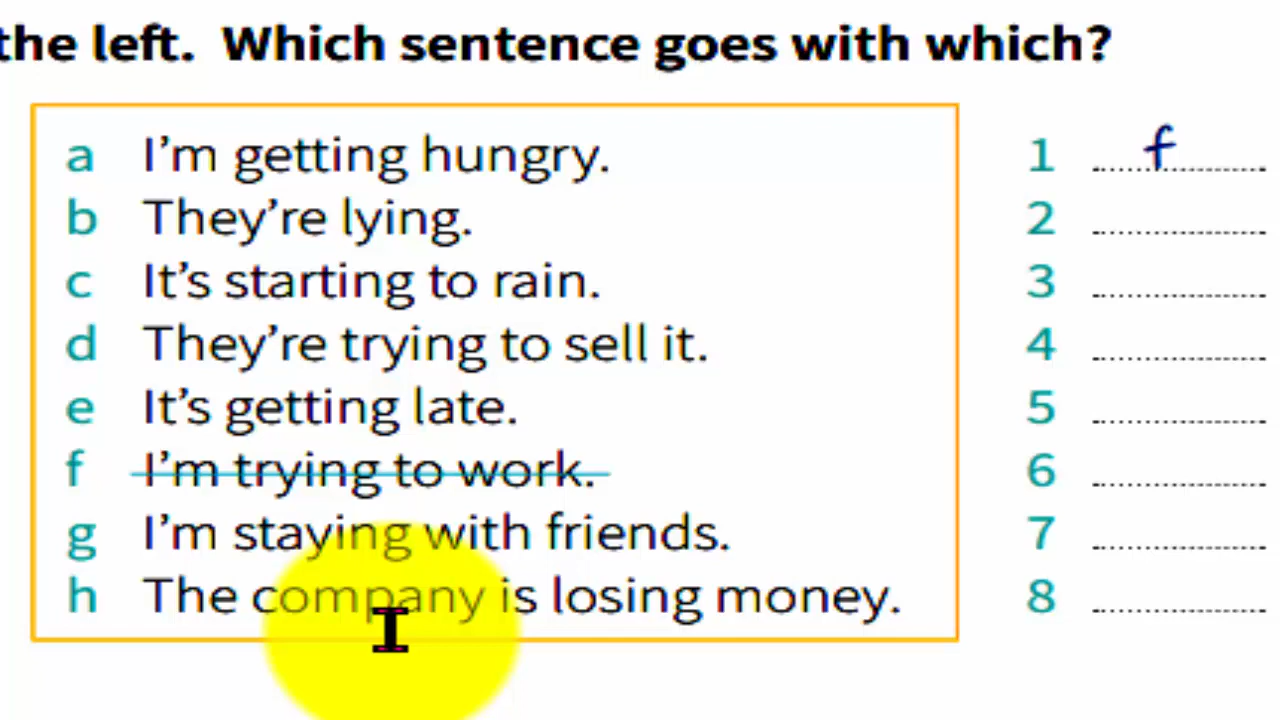 the left. Which sentence goes with which?
a I'm getting hungry. 1 f
b They're lying. 2
c It's starting to rain. 3
d They're trying to sell it. 4
e It's getting late. 5
f I'm trying to work. 6
g I'm staying with friends. 7
h The company is losing money. 8